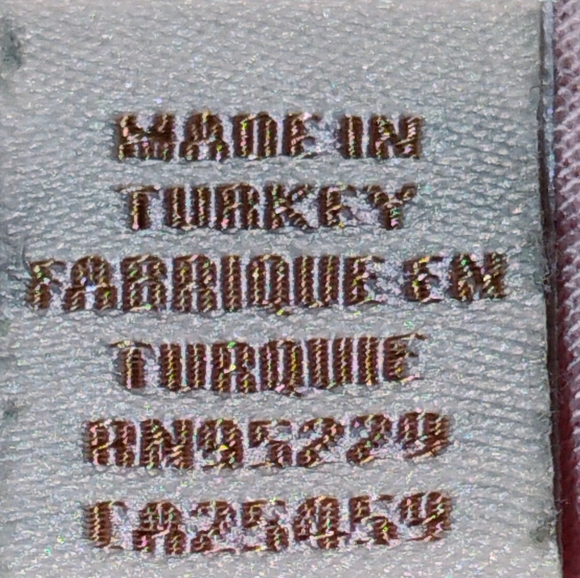 MADE IN
TURKEY
FABRIQUE EN
TURQUIE
RN95229
CA25459